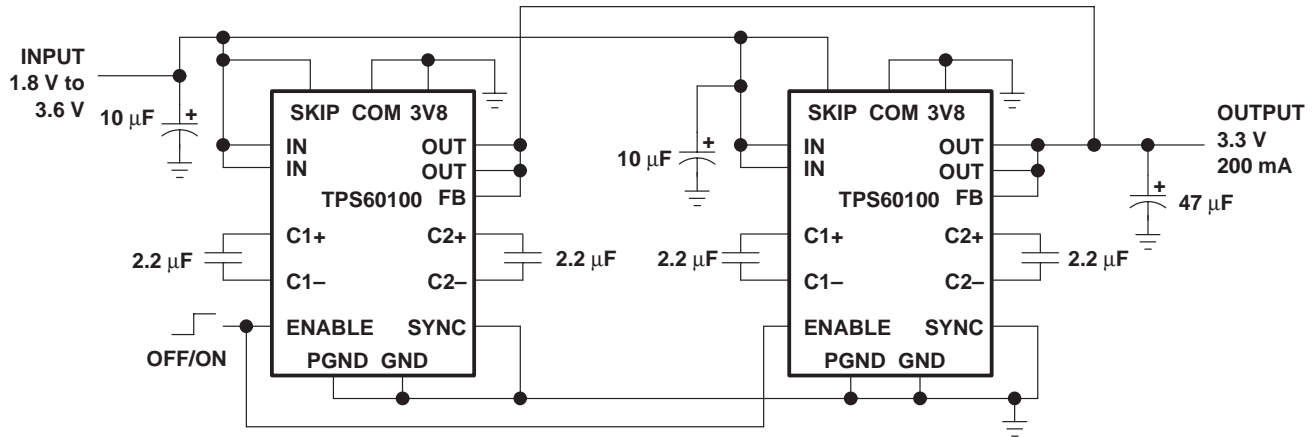 INPUT
1.8 V to
3.6 V
10 μF
+
SKIP COM 3V8
IN
IN
OUT
OUT
TPS60100 FB
C1+
C1–
C2+
C2–
2.2 μF
2.2 μF
ENABLE SYNC
PGND GND
OFF/ON
10 μF
+
SKIP COM 3V8
IN
IN
OUT
OUT
TPS60100 FB
C1+
C1–
C2+
C2–
2.2 μF
2.2 μF
ENABLE SYNC
PGND GND
OUTPUT
3.3 V
200 mA
+
47 μF